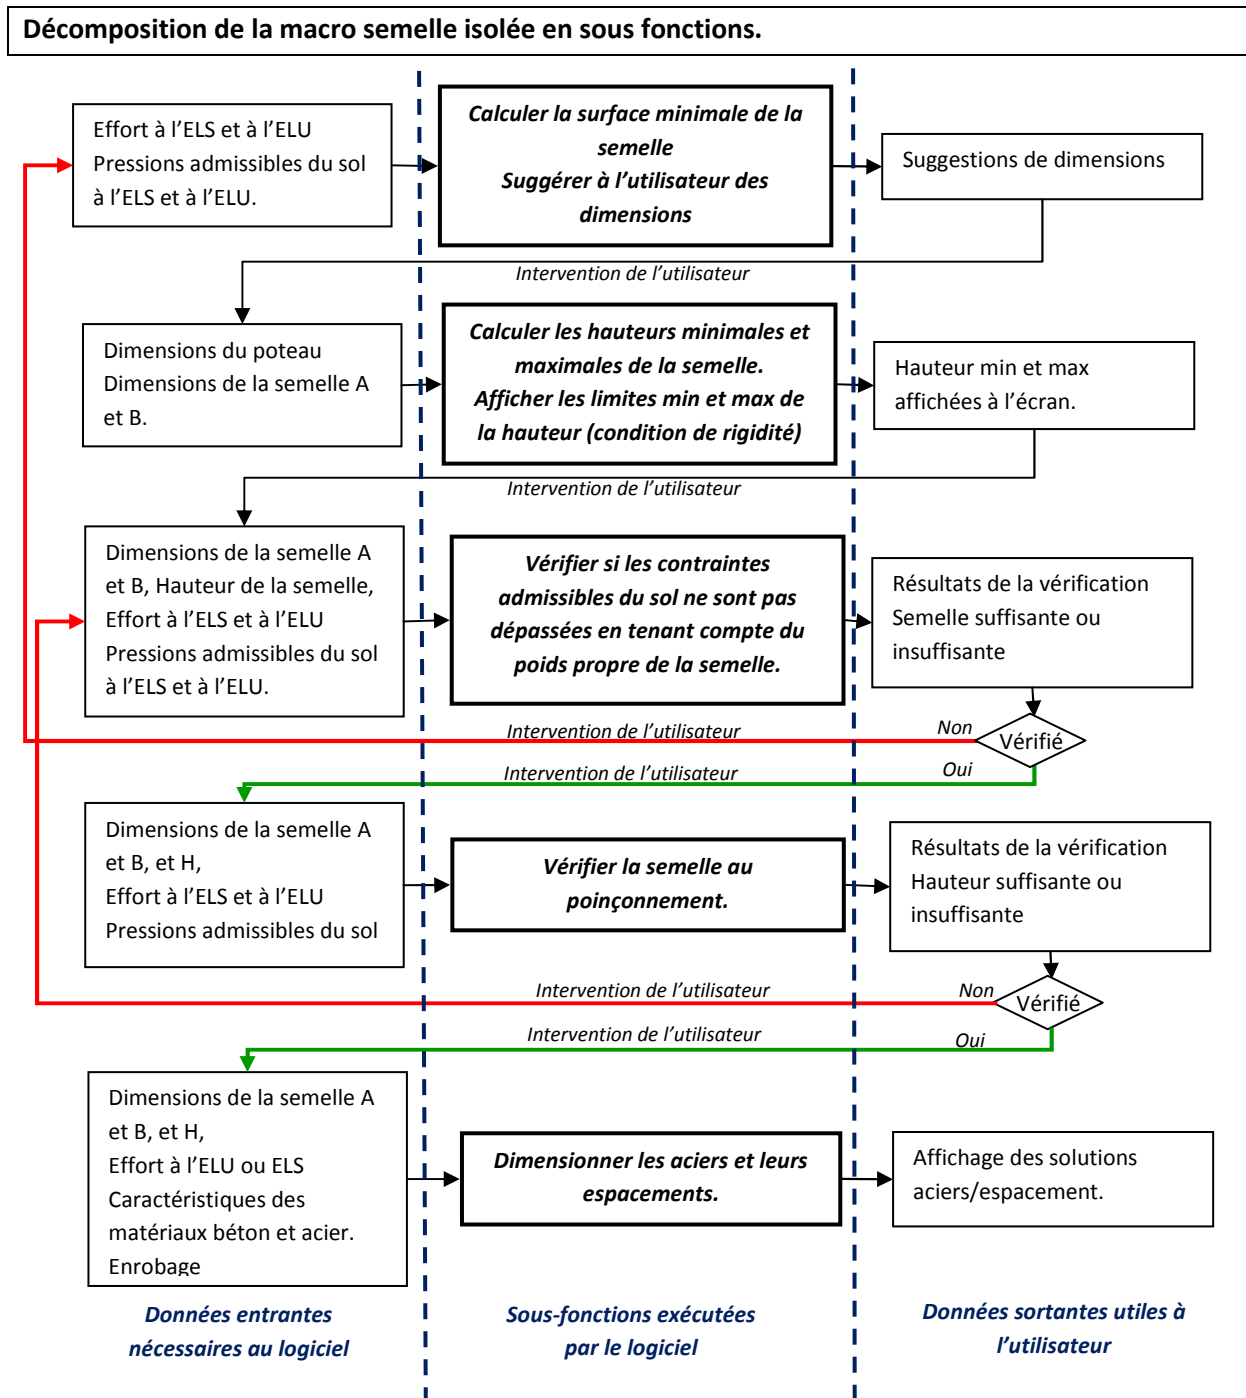 Décomposition de la macro semelle isolée en sous fonctions.
Effort à l’ELS et à l’ELU
Pressions admissibles du sol
à l’ELS et à l’ELU.
Calculer la surface minimale de la
semelle
Suggérer à l’utilisateur des
dimensions
Suggestions de dimensions
Intervention de l’utilisateur
Dimensions du poteau
Dimensions de la semelle A
et B.
Calculer les hauteurs minimales et
maximales de la semelle.
Afficher les limites min et max de
la hauteur (condition de rigidité)
Hauteur min et max
affichées à l’écran.
Intervention de l’utilisateur
Dimensions de la semelle A
et B, Hauteur de la semelle,
Effort à l’ELS et à l’ELU
Pressions admissibles du sol
à l’ELS et à l’ELU.
Vérifier si les contraintes
admissibles du sol ne sont pas
dépassées en tenant compte du
poids propre de la semelle.
Résultats de la vérification
Semelle suffisante ou
insuffisante
Intervention de l’utilisateur
Non
Vérifié
Intervention de l’utilisateur
Oui
Dimensions de la semelle A
et B, et H,
Effort à l’ELS et à l’ELU
Pressions admissibles du sol
Vérifier la semelle au
poinçonnement.
Résultats de la vérification
Hauteur suffisante ou
insuffisante
Intervention de l’utilisateur
Non
Vérifié
Intervention de l’utilisateur
Oui
Dimensions de la semelle A
et B, et H,
Effort à l’ELU ou ELS
Caractéristiques des
matériaux béton et acier.
Enrobage
Dimensionner les aciers et leurs
espacements.
Affichage des solutions
aciers/espacement.
Données entrantes
nécessaires au logiciel
Sous-fonctions exécutées
par le logiciel
Données sortantes utiles à
l’utilisateur